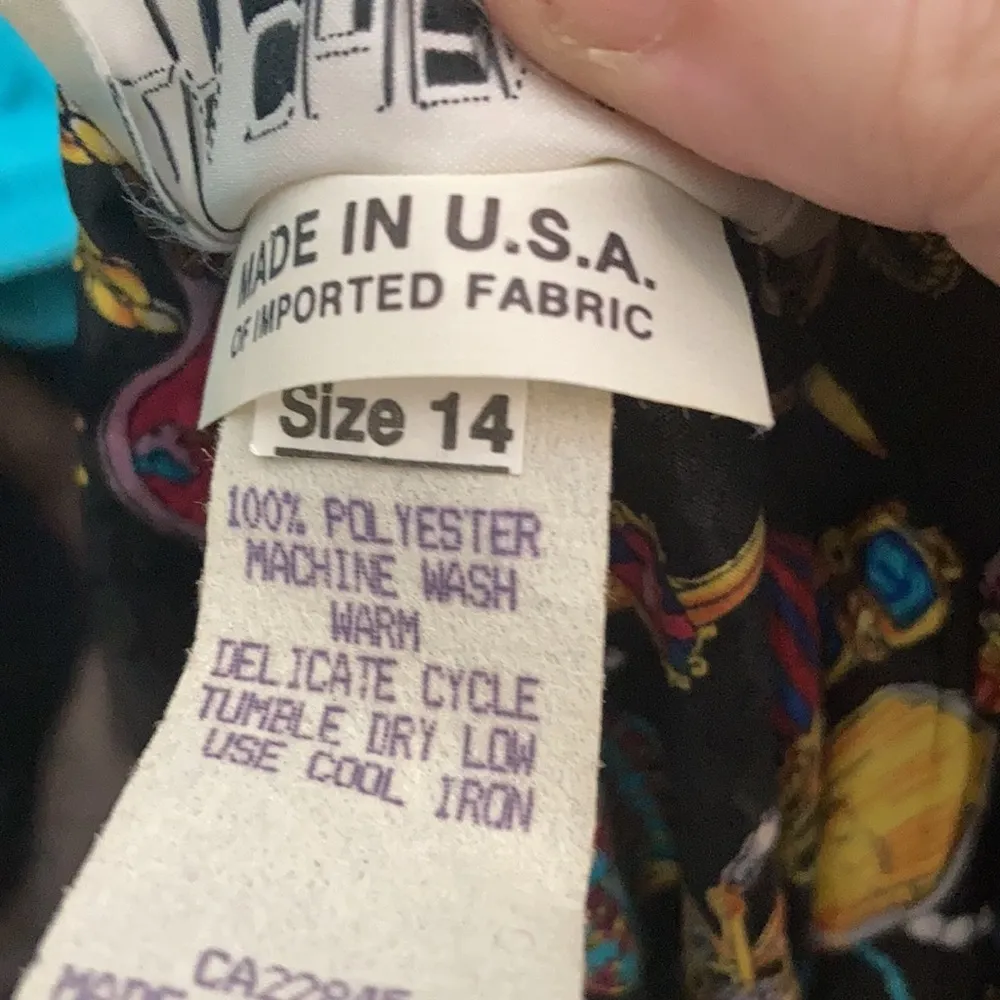 MADE IN U.S.A.
OF IMPORTED FABRIC
Size 14
100% POLYESTER
MACHINE WASH
WARM
DELICATE CYCLE
TUMBLE DRY LOW
USE COOL IRON
MADE